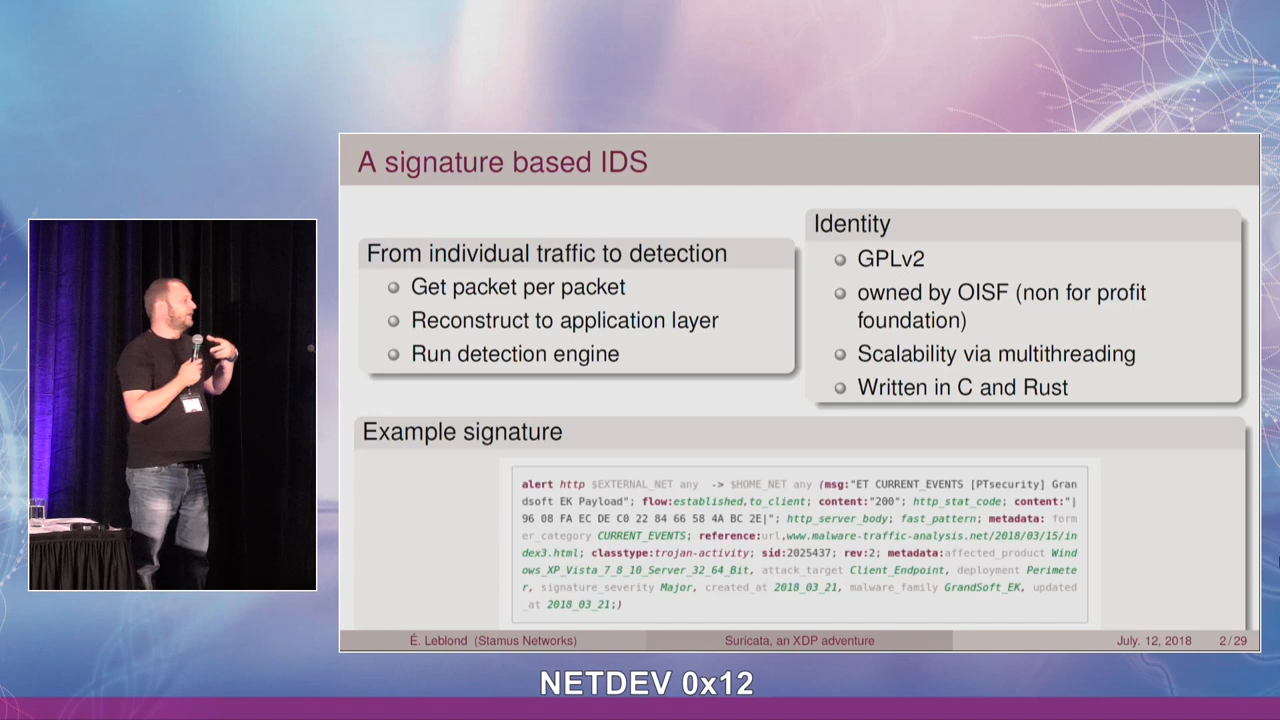 A signature based IDS
From individual traffic to detection
Get packet per packet
Reconstruct to application layer
Run detection engine
Identity
GPLv2
owned by OISF (non for profit
foundation)
Scalability via multithreading
Written in C and Rust
Example signature
alert http $EXTERNAL_NET any -> $HOME_NET any (msg:"ET CURRENT_EVENTS [PTsecurity] Gran
dsoft EK Payload"; flow:established,to_client; content:"200"; http_stat_code; content:"|
96 08 FA EC DE C0 22 84 66 58 4A BC 2E|"; http_server_body; fast_pattern; metadata: form
er_category CURRENT_EVENTS; reference:url,www.malware-traffic-analysis.net/2018/03/15/in
dex3.html; classtype:trojan-activity; sid:2025437; rev:2; metadata:affected_product Wind
ows_XP_Vista_7_8_10_Server_32_64_Bit, attack_target Client_Endpoint, deployment Perimete
r, signature_severity Major, created_at 2018_03_21, malware_family GrandSoft_EK, updated
_at 2018_03_21;)
É. Leblond (Stamus Networks)
Suricata, an XDP adventure
July. 12, 2018
2 / 29
NETDEV 0x12